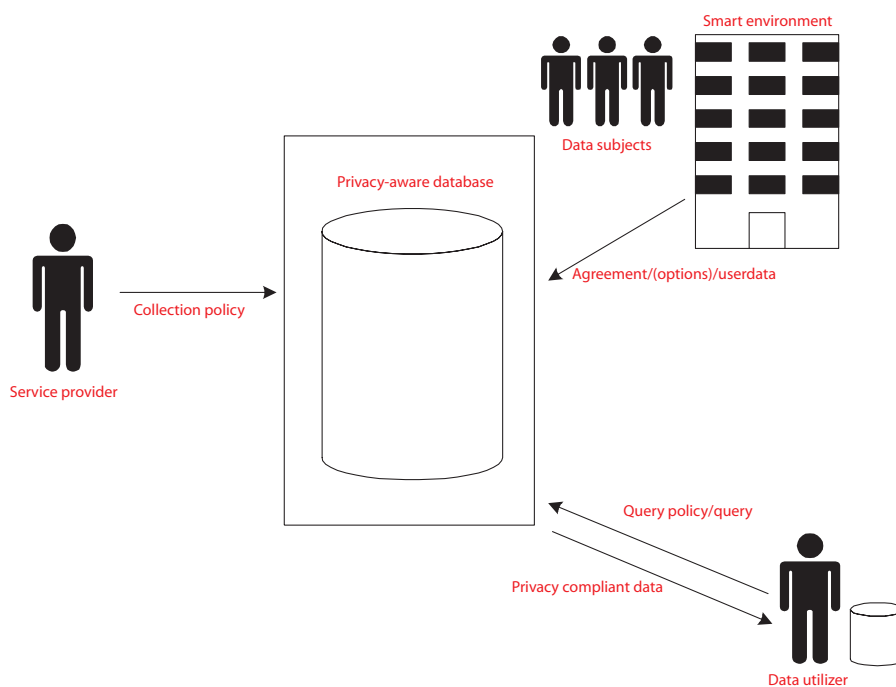 Smart environment
Data subjects
Privacy-aware database
Agreement/(options)/userdata
Collection policy
Service provider
Query policy/query
Privacy compliant data
Data utilizer